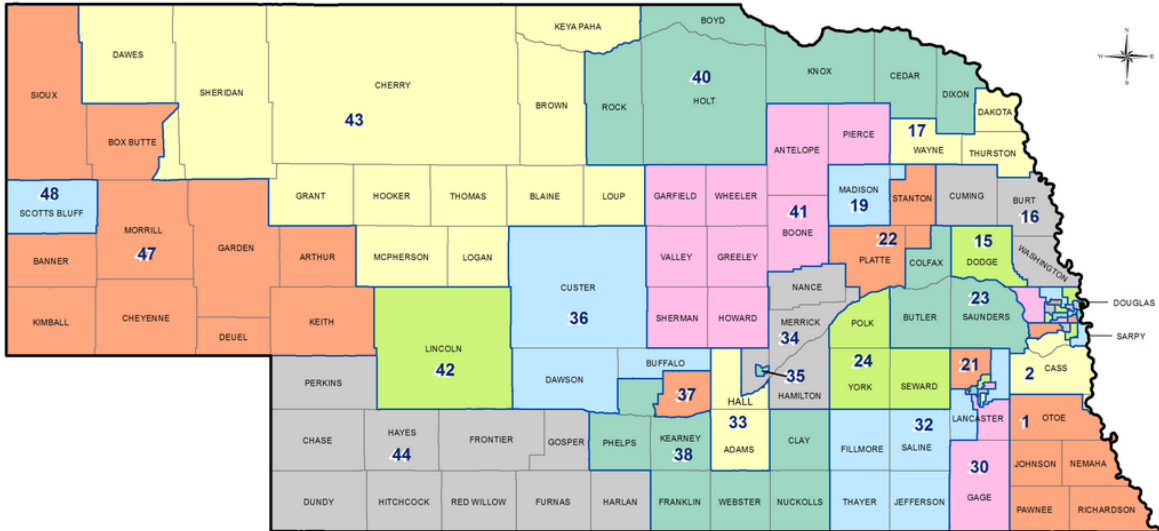 BOYD
KEYA PAHA
N
W
E
S
DAWES
CHERRY
KNOX
CEDAR
SIOUX
SHERIDAN
40
HOLT
DIXON
BROWN
ROCK
43
DAKOTA
17
PIERCE
BOX BUTTE
WAYNE
ANTELOPE
THURSTON
48
SCOTTS BLUFF
GRANT
HOOKER
THOMAS
BLAINE
LOUP
GARFIELD
WHEELER
MADISON
19
STANTON
CUMING
BURT
16
41
BOONE
MORRILL
47
GARDEN
22
PLATTE
15
DODGE
WASHINGTON
BANNER
ARTHUR
MCPHERSON
LOGAN
VALLEY
GREELEY
COLFAX
CUSTER
36
NANCE
DOUGLAS
KIMBALL
CHEYENNE
KEITH
SHERMAN
HOWARD
MERRICK
34
POLK
BUTLER
23
SAUNDERS
DEUEL
SARPY
LINCOLN
42
24
YORK
BUFFALO
21
2
CASS
PERKINS
DAWSON
35
HAMILTON
SEWARD
37
HALL
33
ADAMS
LANCASTER
1
OTOE
CHASE
HAYES
44
FRONTIER
GOSPER
PHELPS
KEARNEY
38
CLAY
FILLMORE
32
SALINE
30
GAGE
JOHNSON
NEMAHA
DUNDY
HITCHCOCK
RED WILLOW
FURNAS
HARLAN
FRANKLIN
WEBSTER
NUCKOLLS
THAYER
JEFFERSON
PAWNEE
RICHARDSON